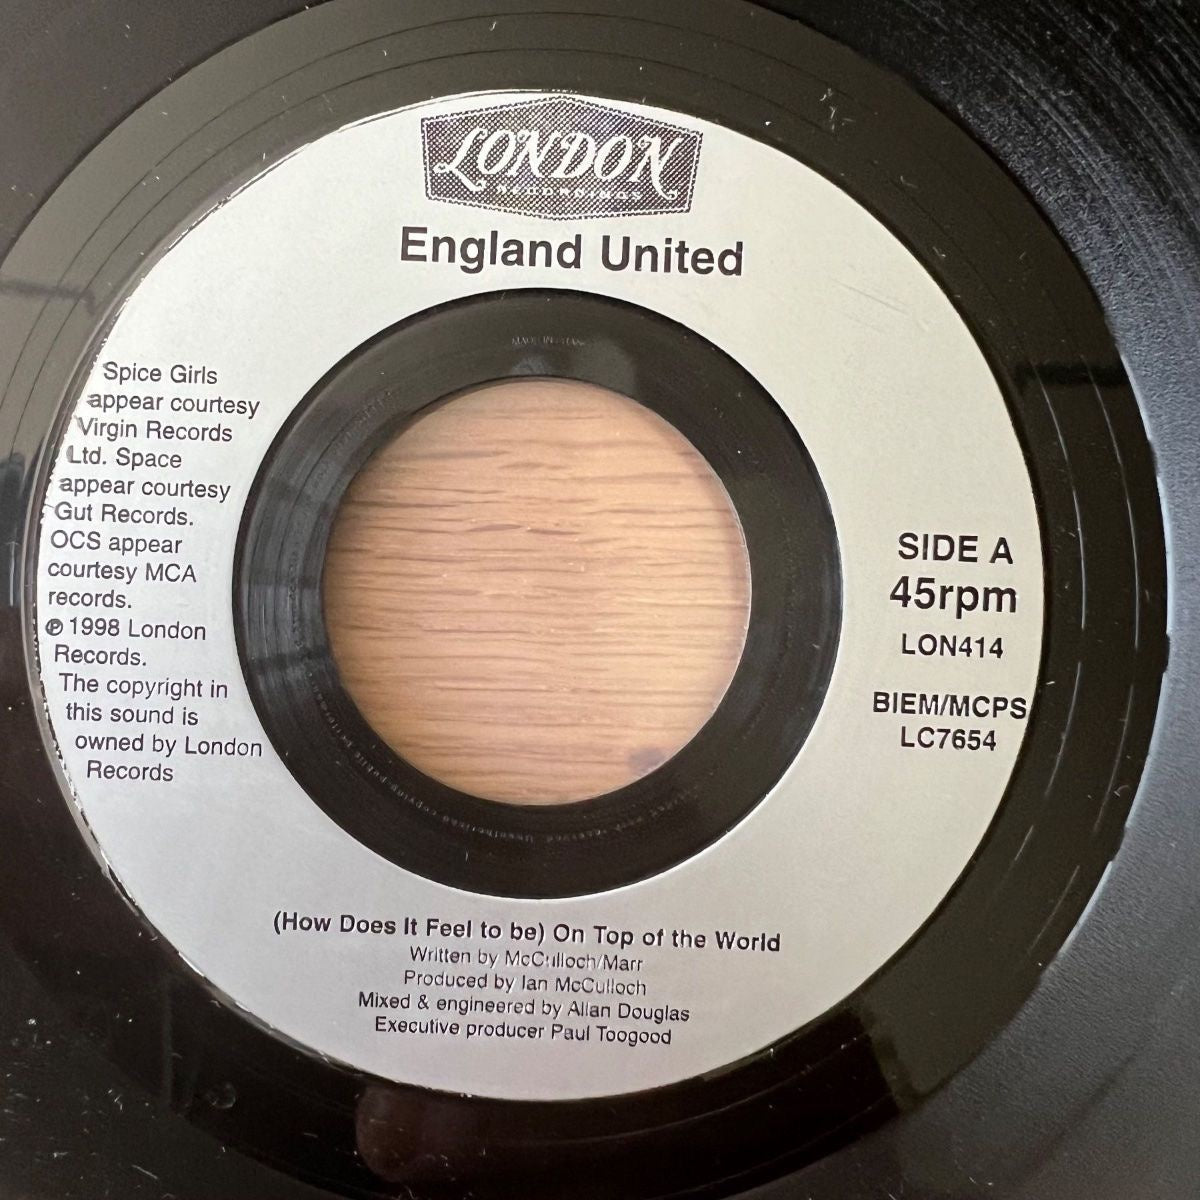 LONDON
RECORDINGS
England United
MADE IN
Spice Girls
appear courtesy
Virgin Records
Ltd. Space
appear courtesy
Gut Records.
OCS appear
courtesy MCA
records.
℗ 1998 London
Records.
The copyright in
this sound is
owned by London
Records
SIDE A
45rpm
LON414
BIEM/MCPS
LC7654
(How Does It Feel to be) On Top of the World
Written by McCulloch/Marr
Produced by Ian McCulloch
Mixed & engineered by Allan Douglas
Executive producer Paul Toogood